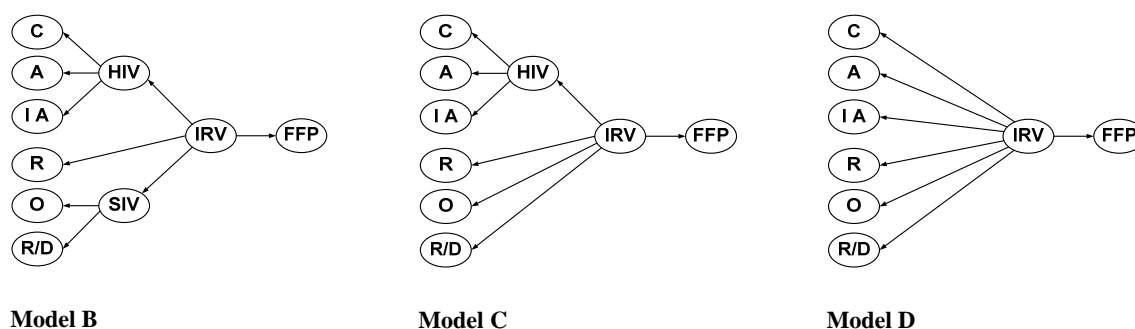 C
A
I A
R
O
R/D
HIV
SIV
IRV
FFP
Model B
C
A
I A
R
O
R/D
HIV
IRV
FFP
Model C
C
A
I A
R
O
R/D
IRV
FFP
Model D